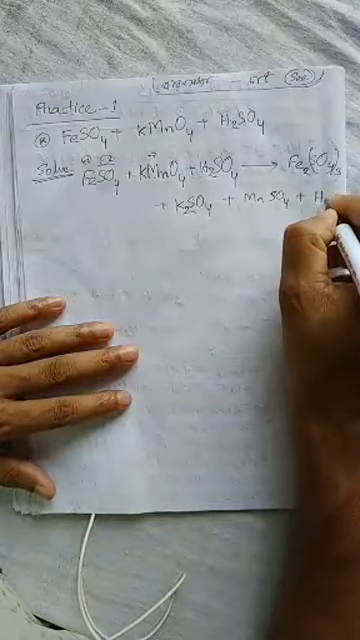 Practice-1
FeSO4 + KMnO4 + H2SO4
Solve FeSO4 + KMnO4 + H2SO4 → Fe2(SO4)3
+ K2SO4 + MnSO4 + H